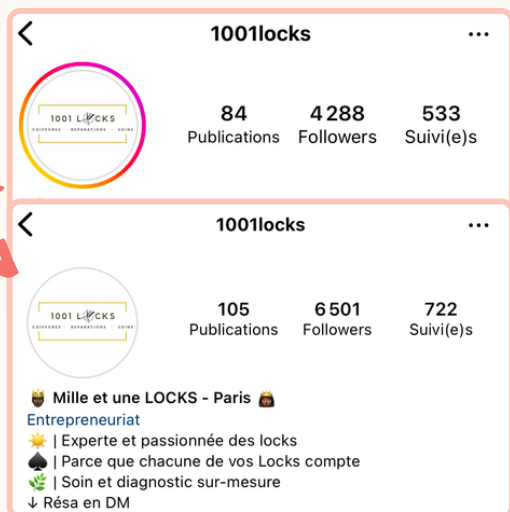 1001locks
1001 LOCKS
COIFFURES · REPARATIONS · SOINS
84 4 288 533
Publications Followers Suivi(e)s
1001locks
1001 LOCKS
COIFFURES · REPARATIONS · SOINS
105 6 501 722
Publications Followers Suivi(e)s
Mille et une LOCKS - Paris
Entrepreneuriat
| Experte et passionnée des locks
| Parce que chacune de vos Locks compte
| Soin et diagnostic sur-mesure
↓ Résa en DM